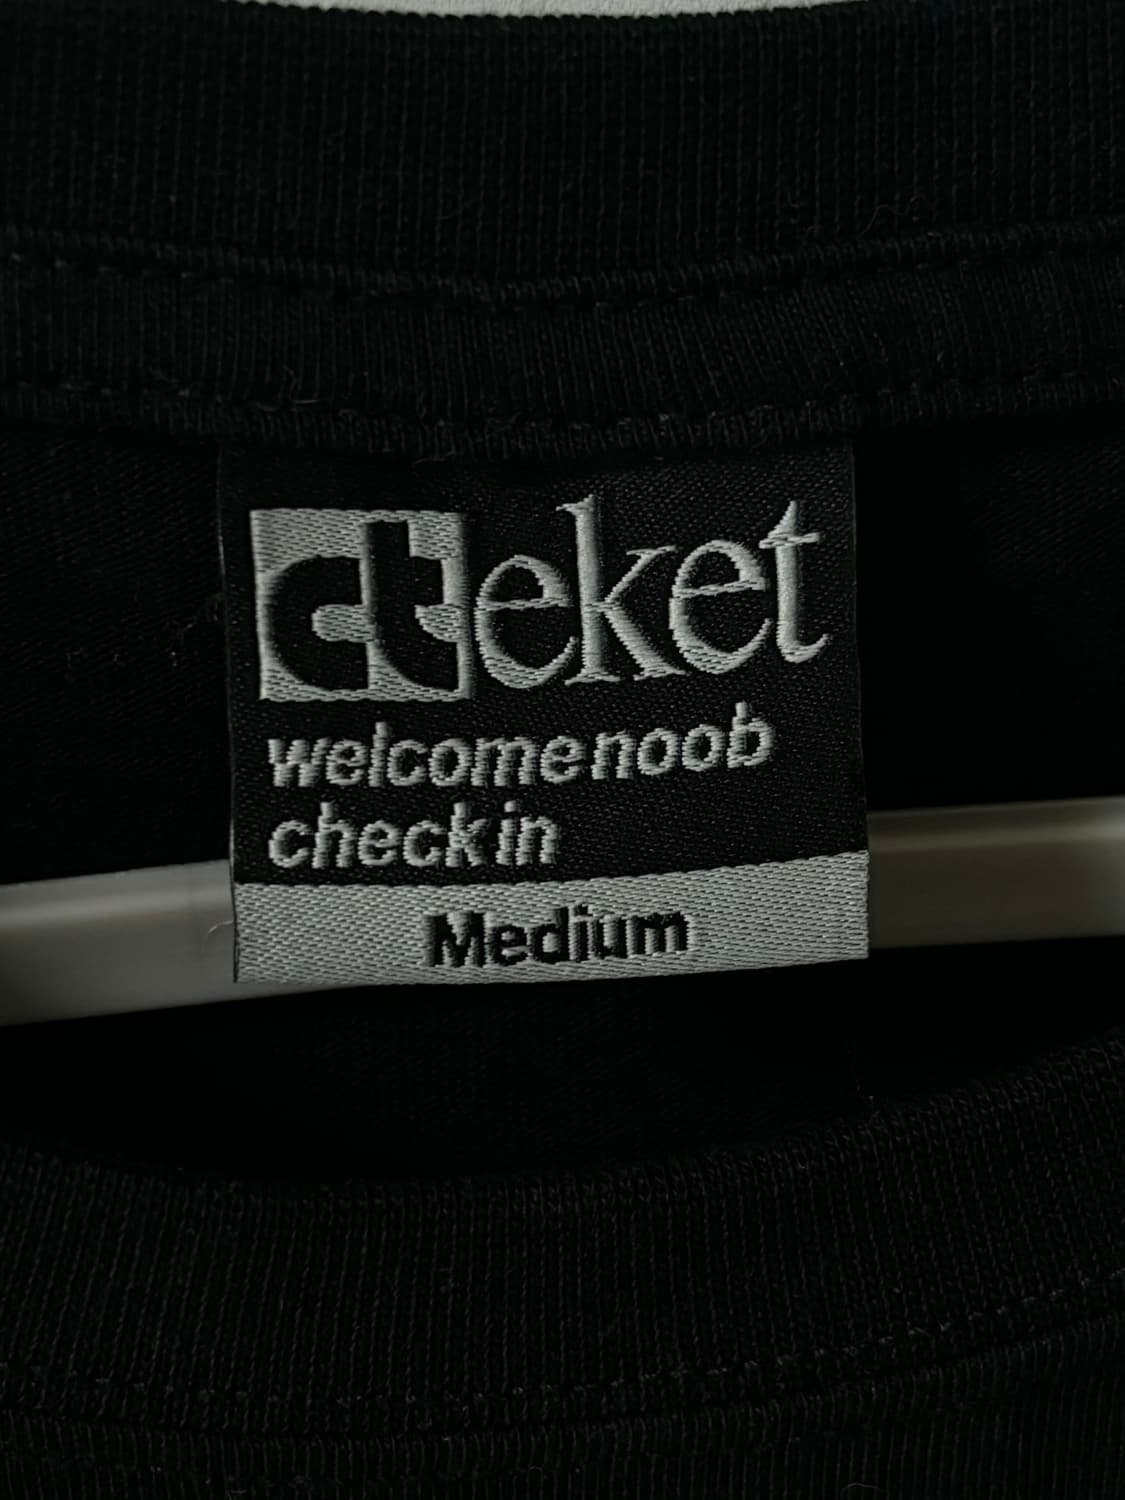 cteket
welcomenoob
checkin
Medium